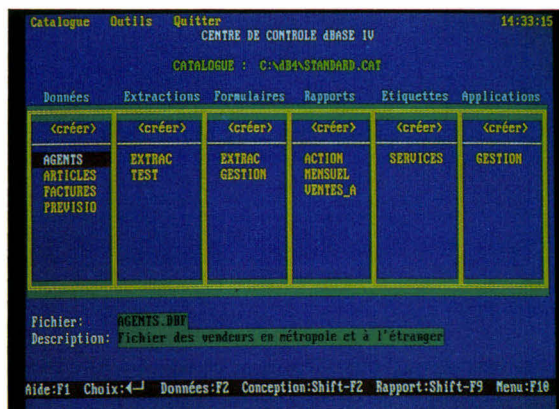 Catalogue Outils Quitter 14:33:15
CENTRE DE CONTROLE dBASE IV
CATALOGUE : C:\dB4\STANDARD.CAT
Données Extractions Formulaires Rapports Etiquettes Applications
<créer> <créer> <créer> <créer> <créer> <créer>
AGENTS EXTRAC EXTRAC ACTION SERVICES GESTION
ARTICLES TEST GESTION MENSUEL
FACTURES VENTES_A
PREVISIO
Fichier: AGENTS.DBF
Description: Fichier des vendeurs en métropole et à l'étranger
Aide:F1 Choix:◄─┘ Données:F2 Conception:Shift-F2 Rapport:Shift-F9 Menu:F10